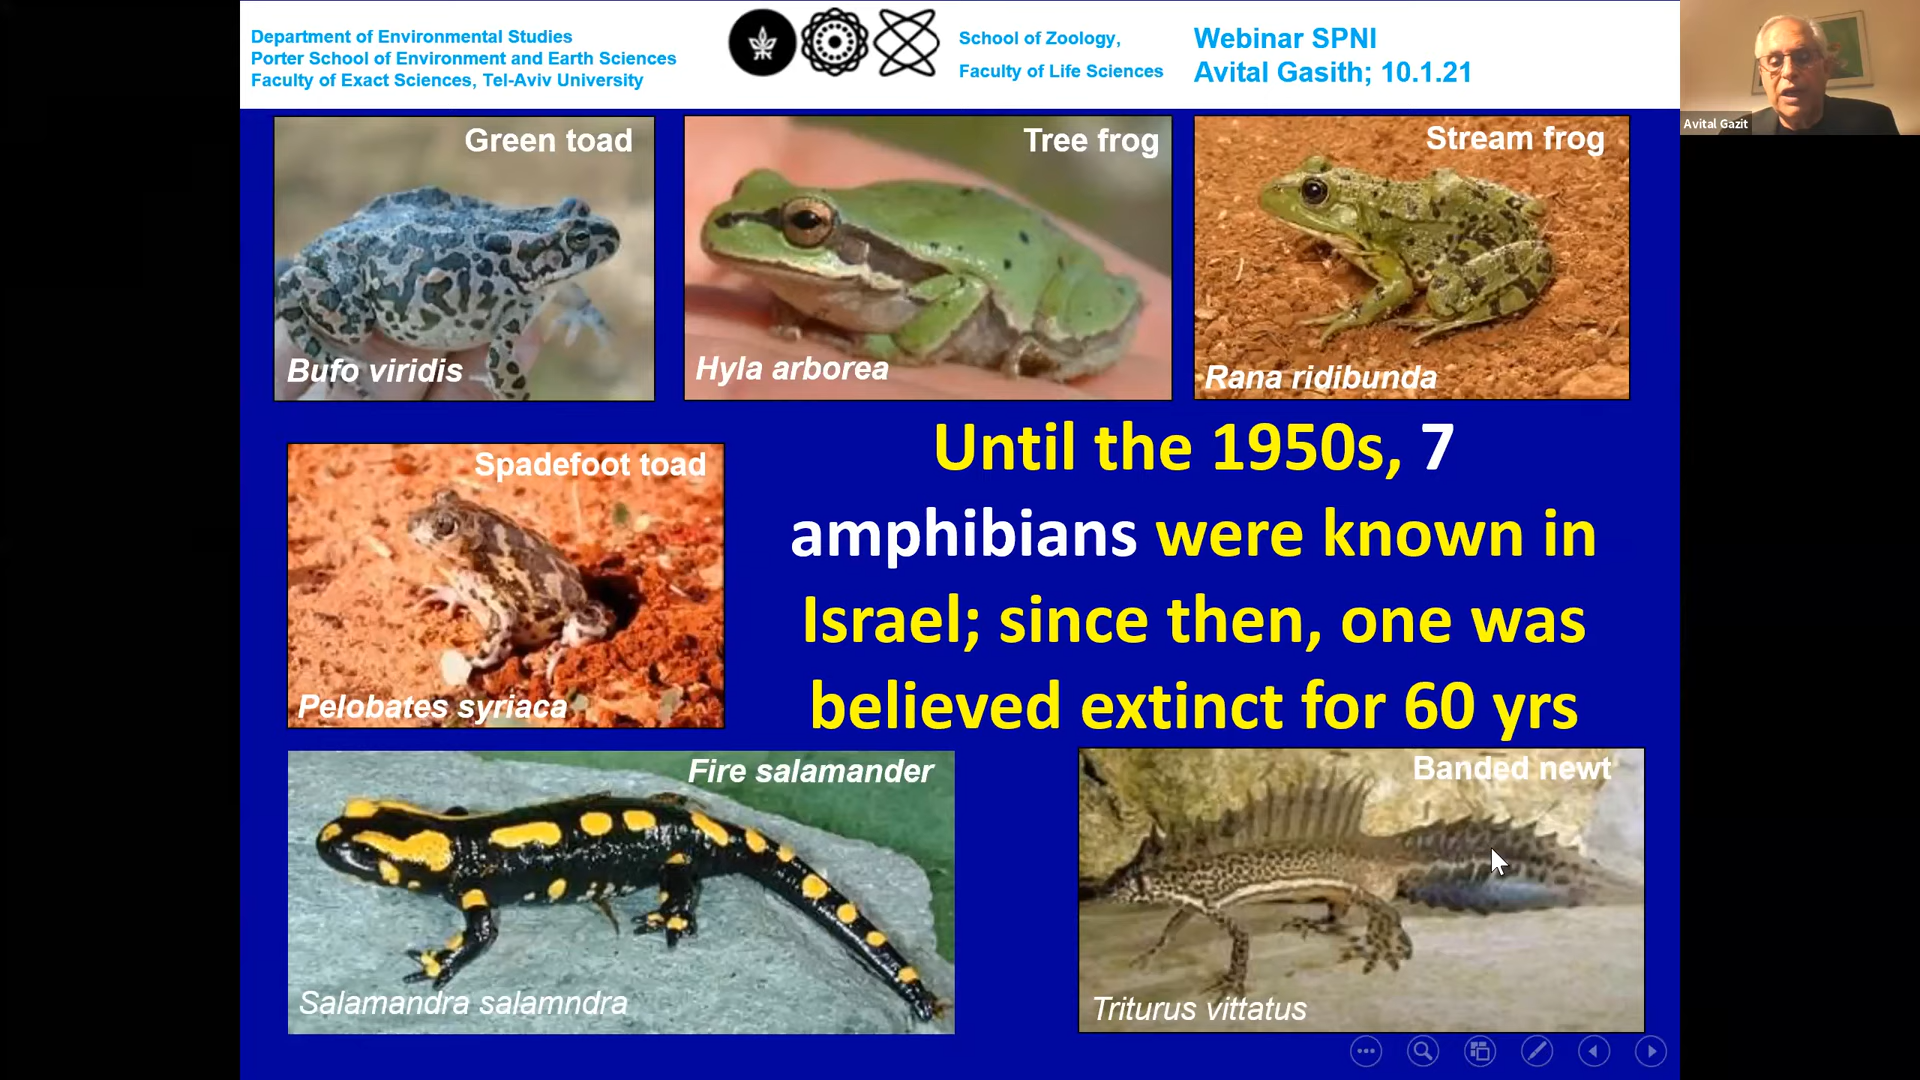 Department of Environmental Studies
Porter School of Environment and Earth Sciences
Faculty of Exact Sciences, Tel-Aviv University
School of Zoology,
Faculty of Life Sciences
Webinar SPNI
Avital Gasith; 10.1.21
Avital Gazit
Green toad
Bufo viridis
Tree frog
Hyla arborea
Stream frog
Rana ridibunda
Spadefoot toad
Pelobates syriaca
Until the 1950s, 7
amphibians were known in
Israel; since then, one was
believed extinct for 60 yrs
Fire salamander
Salamandra salamndra
Banded newt
Triturus vittatus